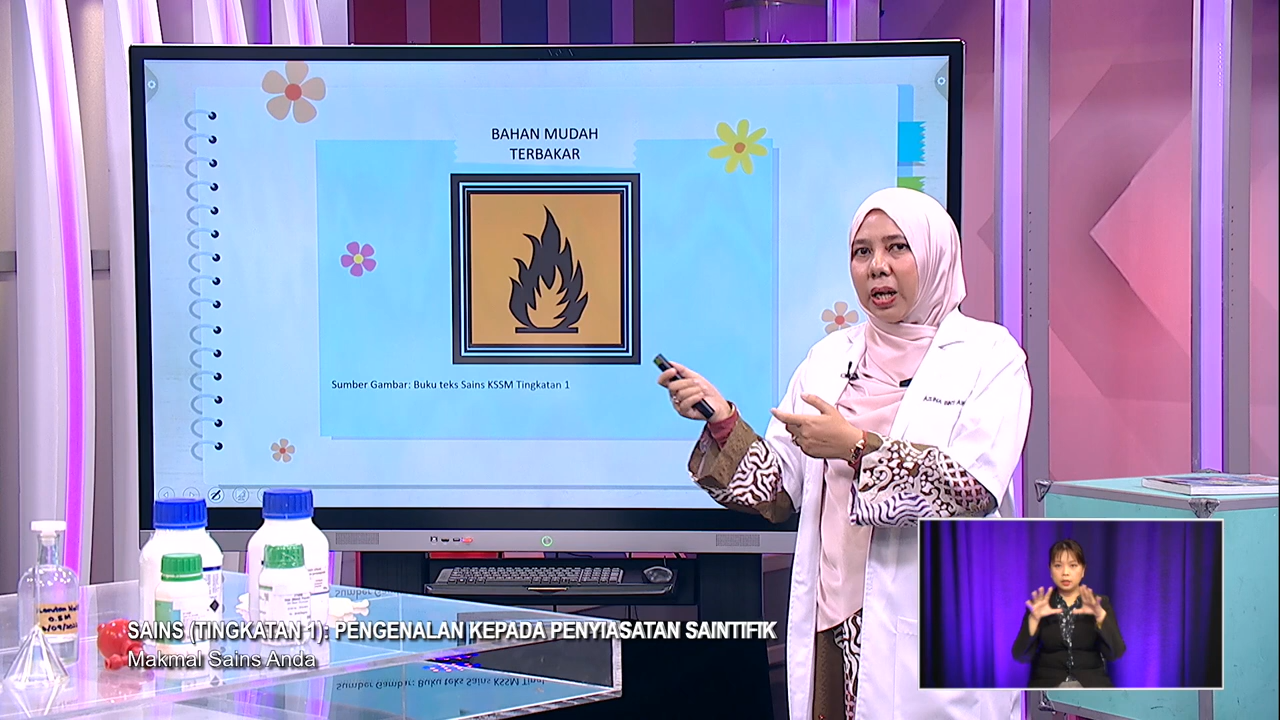 BAHAN MUDAH
TERBAKAR
Sumber Gambar: Buku teks Sains KSSM Tingkatan 1
SAINS (TINGKATAN 1): PENGENALAN KEPADA PENYIASATAN SAINTIFIK
Makmal Sains Anda